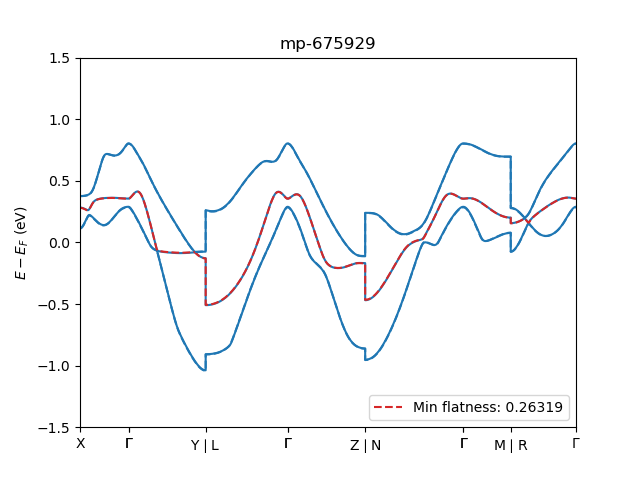 mp-675929
1.5
1.0
0.5
0.0
−0.5
−1.0
−1.5
E − E_F (eV)
Min flatness: 0.26319
X Γ Y | L Γ Z | N Γ M | R Γ